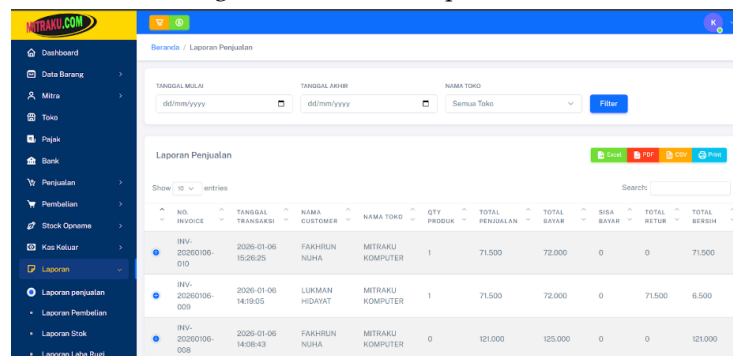 MITRAKU.COM
K
Dashboard
Data Barang
Mitra
Toko
Pajak
Bank
Penjualan
Pembelian
Stock Opname
Kas Keluar
Laporan
Laporan penjualan
Laporan Pembelian
Laporan Stok
Laporan Laba Rugi
Beranda / Laporan Penjualan
TANGGAL MULAI TANGGAL AKHIR NAMA TOKO
dd/mm/yyyy dd/mm/yyyy Semua Toko Filter
Laporan Penjualan Excel PDF CSV Print
Show 10 entries Search:
NO. INVOICE TANGGAL TRANSAKSI NAMA CUSTOMER NAMA TOKO QTY PRODUK TOTAL PENJUALAN TOTAL BAYAR SISA BAYAR TOTAL RETUR TOTAL BERSIH
INV-20260106-010 2026-01-06 15:26:25 FAKHRUN NUHA MITRAKU KOMPUTER 1 71.500 72.000 0 0 71.500
INV-20260106-009 2026-01-06 14:19:05 LUKMAN HIDAYAT MITRAKU KOMPUTER 1 71.500 72.000 0 71.500 6.500
INV-20260106-008 2026-01-06 14:08:43 FAKHRUN NUHA MITRAKU KOMPUTER 0 121.000 125.000 0 0 121.000